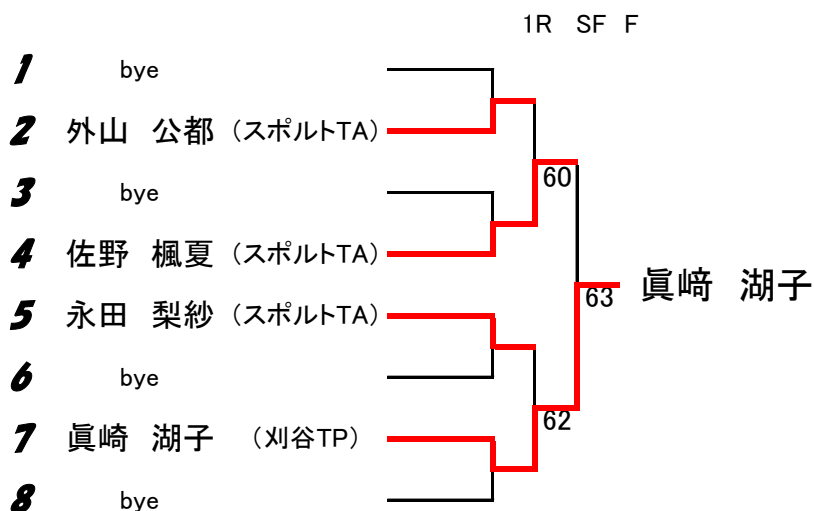 1R SF F
1 bye
2 外山 公都 (スポルトTA)
60
3 bye
4 佐野 楓夏 (スポルトTA)
63 眞﨑 湖子
5 永田 梨紗 (スポルトTA)
6 bye
62
7 眞崎 湖子 (刈谷TP)
8 bye